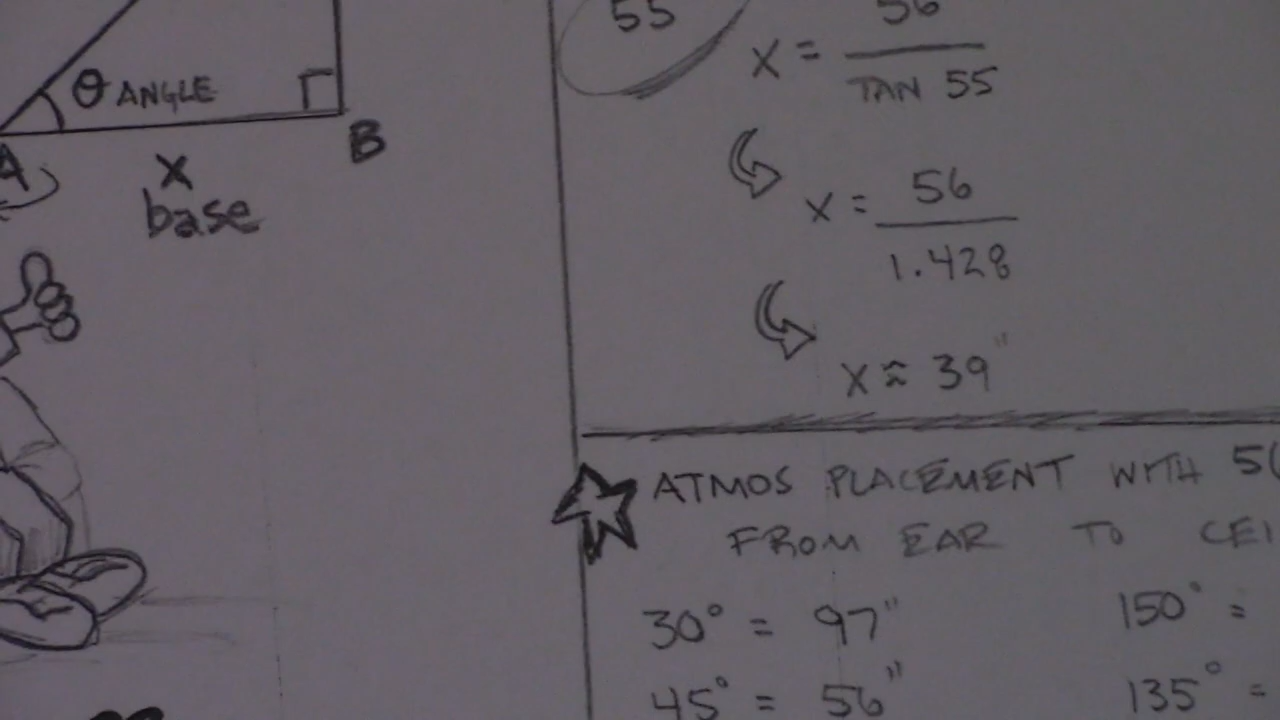 θ ANGLE
A
B
x
base
55
x = 56
TAN 55
x = 56
1.428
x ≈ 39"
ATMOS PLACEMENT WITH
FROM EAR TO
30° = 97"
150° =
45° = 56"
135° =